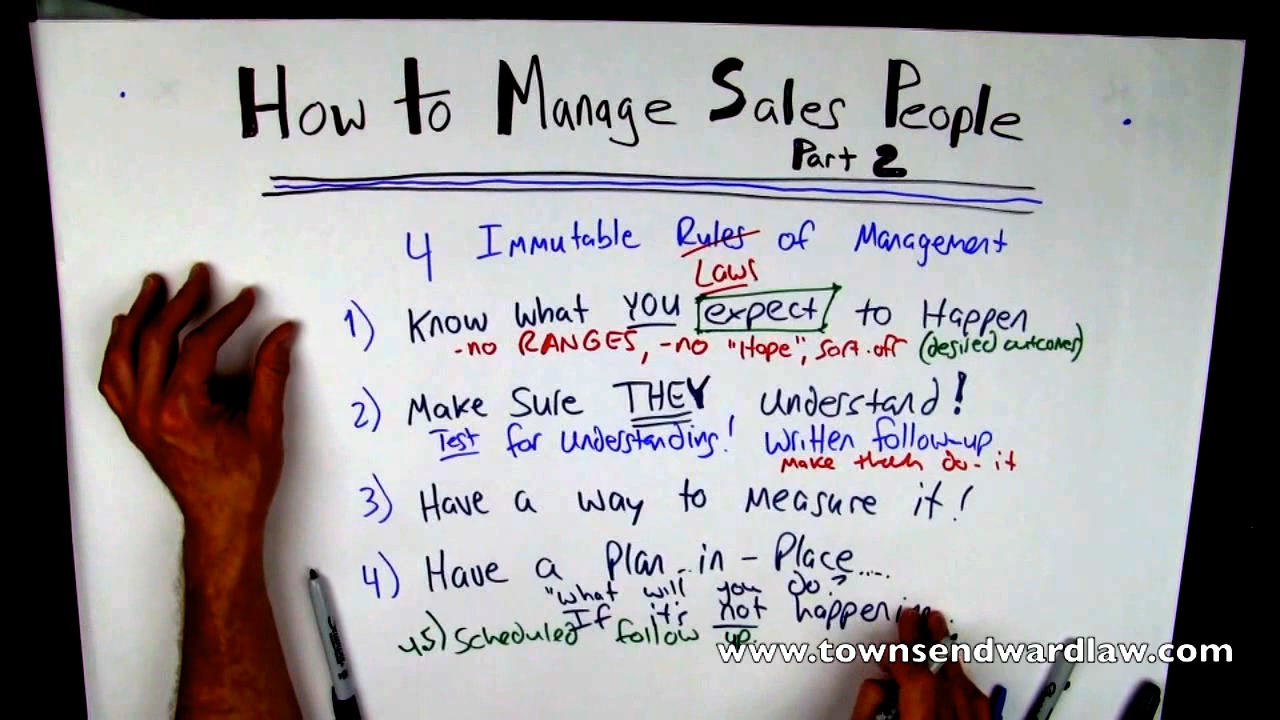 How to Manage Sales People
Part 2
4 Immutable Rules of Management
Laws
1) Know what YOU expect to Happen
-no RANGES, -no "Hope", sort-off (desired outcomes)
2) Make Sure THEY understand!
Test for understanding! written follow-up
make them do-it
3) Have a way to measure it!
4) Have a Plan-in-Place....
"what will you do?
If it's not happening.
4.5) Scheduled follow up.
www.townsendwardlaw.com